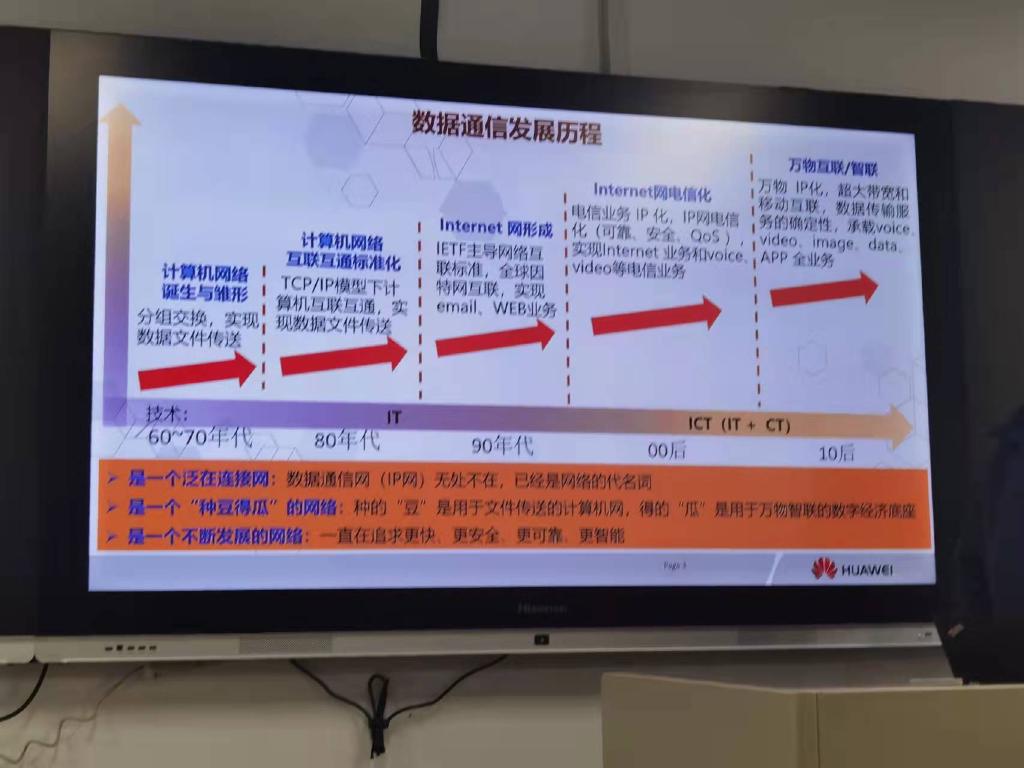 数据通信发展历程
计算机网络
诞生与雏形
分组交换，实现
数据文件传送
计算机网络
互联互通标准化
TCP/IP模型下计
算机互联互通，实
现数据文件传送
Internet 网形成
IETF主导网络互
联标准，全球因
特网互联，实现
email、WEB业务
Internet网电信化
电信业务 IP 化，IP网电信
化（可靠、安全、QoS ），
实现Internet 业务和voice、
video等电信业务
万物互联/智联
万物 IP化，超大带宽和
移动互联，数据传输服
务的确定性，承载voice、
video、image、data、
APP 全业务
技术：
IT
ICT（IT + CT）
60~70年代
80年代
90年代
00后
10后
➢ 是一个泛在连接网：数据通信网（IP网）无处不在，已经是网络的代名词
➢ 是一个“种豆得瓜”的网络：种的“豆”是用于文件传送的计算机网，得的“瓜”是用于万物智联的数字经济底座
➢ 是一个不断发展的网络：一直在追求更快、更安全、更可靠、更智能
Page 3
HUAWEI
Hisense